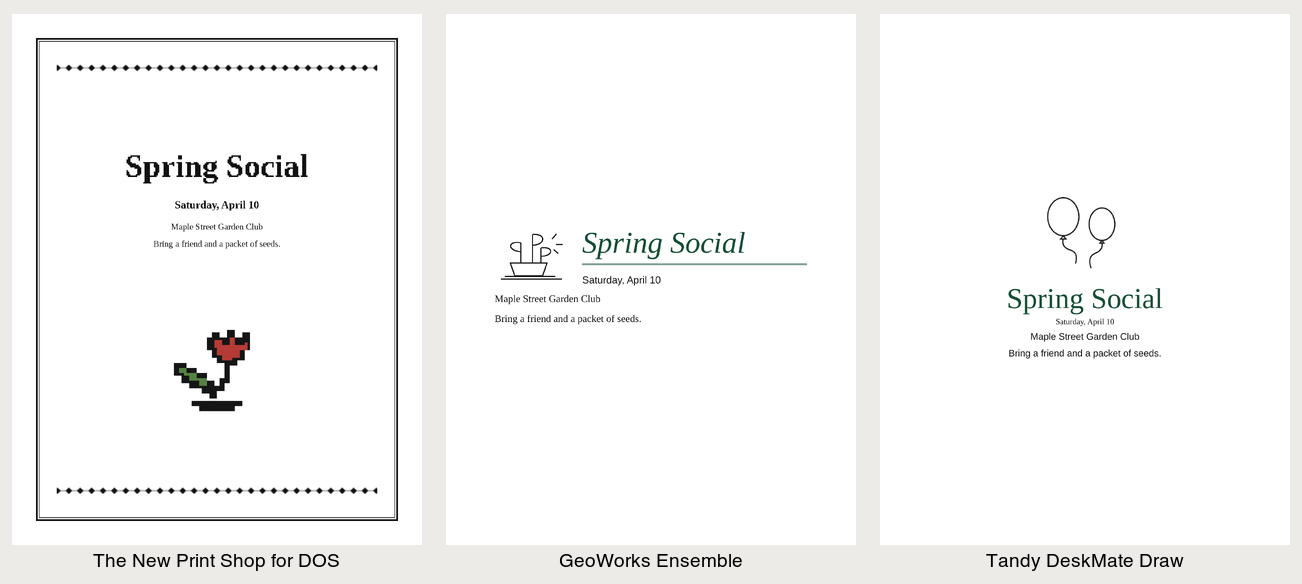 Spring Social
Saturday, April 10
Maple Street Garden Club
Bring a friend and a packet of seeds.
The New Print Shop for DOS
Spring Social
Saturday, April 10
Maple Street Garden Club
Bring a friend and a packet of seeds.
GeoWorks Ensemble
Spring Social
Saturday, April 10
Maple Street Garden Club
Bring a friend and a packet of seeds.
Tandy DeskMate Draw